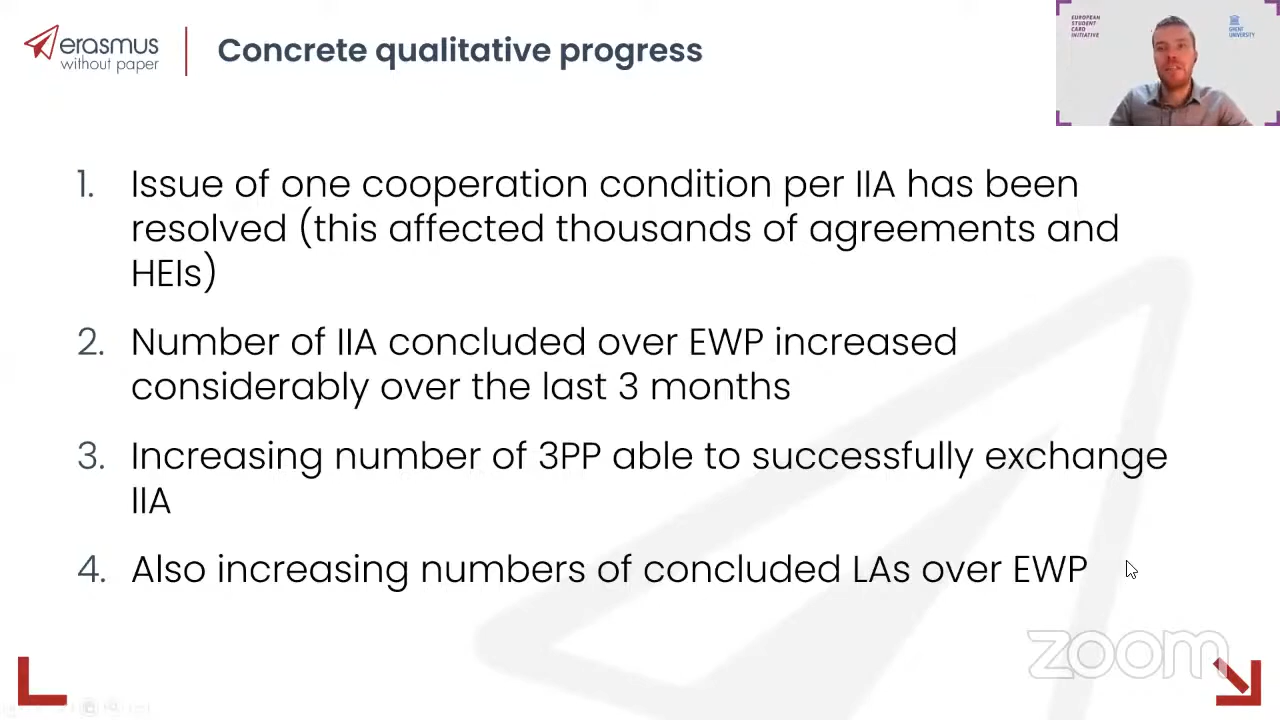 erasmus
without paper
Concrete qualitative progress
EUROPEAN
STUDENT
CARD
INITIATIVE
GHENT
UNIVERSITY
1. Issue of one cooperation condition per IIA has been
resolved (this affected thousands of agreements and
HEIs)
2. Number of IIA concluded over EWP increased
considerably over the last 3 months
3. Increasing number of 3PP able to successfully exchange
IIA
4. Also increasing numbers of concluded LAs over EWP
zoom